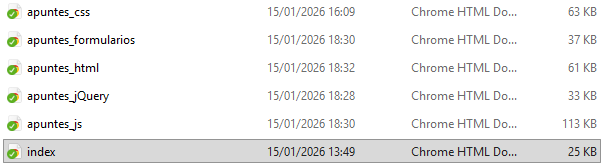 apuntes_css 15/01/2026 16:09 Chrome HTML Do... 63 KB
apuntes_formularios 15/01/2026 18:30 Chrome HTML Do... 37 KB
apuntes_html 15/01/2026 18:32 Chrome HTML Do... 61 KB
apuntes_jQuery 15/01/2026 18:28 Chrome HTML Do... 33 KB
apuntes_js 15/01/2026 18:30 Chrome HTML Do... 113 KB
index 15/01/2026 13:49 Chrome HTML Do... 25 KB